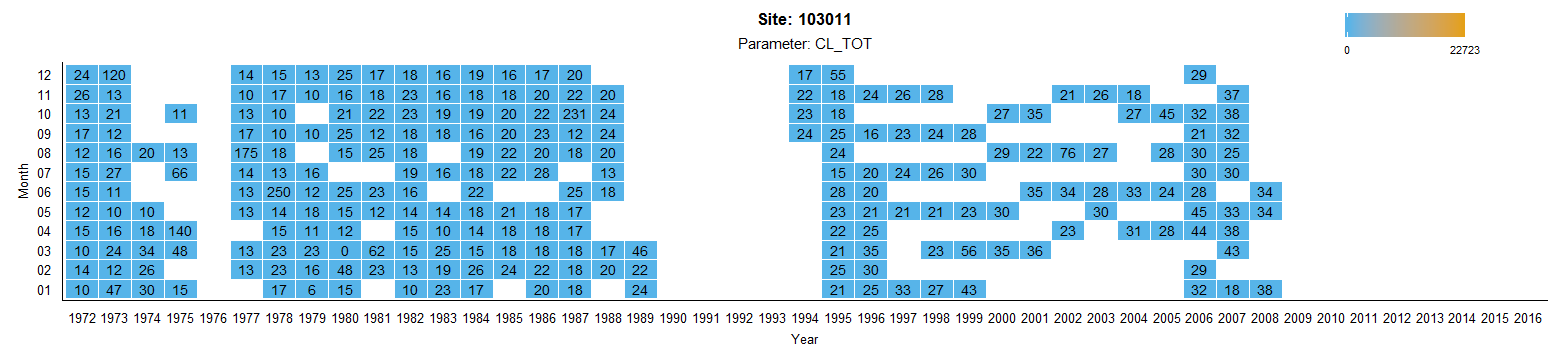 Site: 103011
Parameter: CL_TOT
0 22723
Month
12 24 120 14 15 13 25 17 18 16 19 16 17 20 17 55 29
11 26 13 10 17 10 16 18 23 16 18 18 20 22 20 22 18 24 26 28 21 26 18 37
10 13 21 11 13 10 21 22 23 19 19 20 22 231 24 23 18 27 35 27 45 32 38
09 17 12 17 10 10 25 12 18 18 16 20 23 12 24 24 25 16 23 24 28 21 32
08 12 16 20 13 175 18 15 25 18 19 22 20 18 20 24 29 22 76 27 28 30 25
07 15 27 66 14 13 16 19 16 18 22 28 13 15 20 24 26 30 30 30
06 15 11 13 250 12 25 23 16 22 25 18 28 20 35 34 28 33 24 28 34
05 12 10 10 13 14 18 15 12 14 14 18 21 18 17 23 21 21 21 23 30 30 45 33 34
04 15 16 18 140 15 11 12 15 10 14 18 18 17 22 25 23 31 28 44 38
03 10 24 34 48 13 23 23 0 62 15 25 15 18 18 18 17 46 21 35 23 56 35 36 43
02 14 12 26 13 23 16 48 23 13 19 26 24 22 18 20 22 25 30 29
01 10 47 30 15 17 6 15 10 23 17 20 18 24 21 25 33 27 43 32 18 38
1972 1973 1974 1975 1976 1977 1978 1979 1980 1981 1982 1983 1984 1985 1986 1987 1988 1989 1990 1991 1992 1993 1994 1995 1996 1997 1998 1999 2000 2001 2002 2003 2004 2005 2006 2007 2008 2009 2010 2011 2012 2013 2014 2015 2016
Year